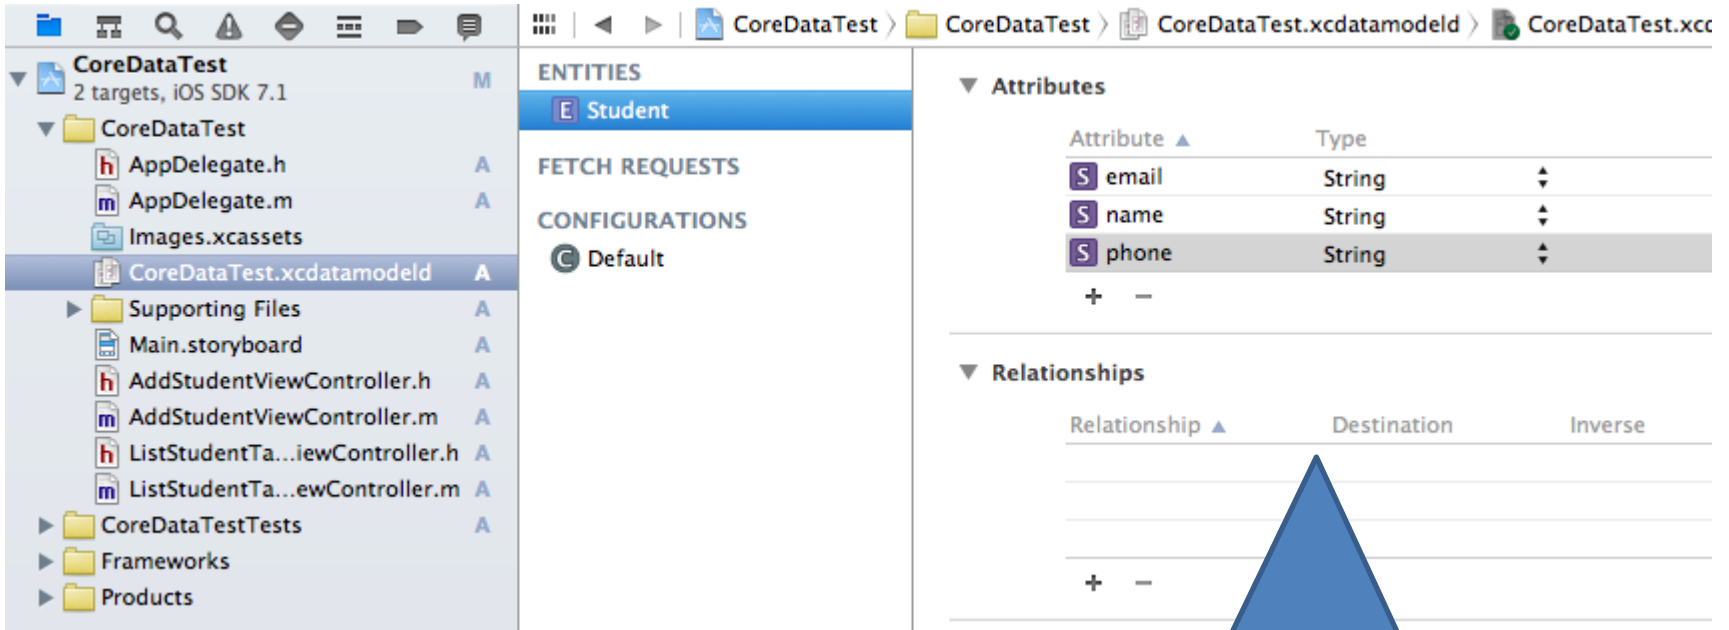 CoreDataTest
2 targets, iOS SDK 7.1
M
CoreDataTest
h AppDelegate.h A
m AppDelegate.m A
Images.xcassets
CoreDataTest.xcdatamodeld A
Supporting Files A
Main.storyboard A
h AddStudentViewController.h A
m AddStudentViewController.m A
h ListStudentTa...iewController.h A
m ListStudentTa...ewController.m A
CoreDataTestTests A
Frameworks
Products
CoreDataTest CoreDataTest CoreDataTest.xcdatamodeld CoreDataTest.xcc
ENTITIES
E Student
FETCH REQUESTS
CONFIGURATIONS
C Default
Attributes
Attribute Type
S email String
S name String
S phone String
+ −
Relationships
Relationship Destination Inverse
+ −